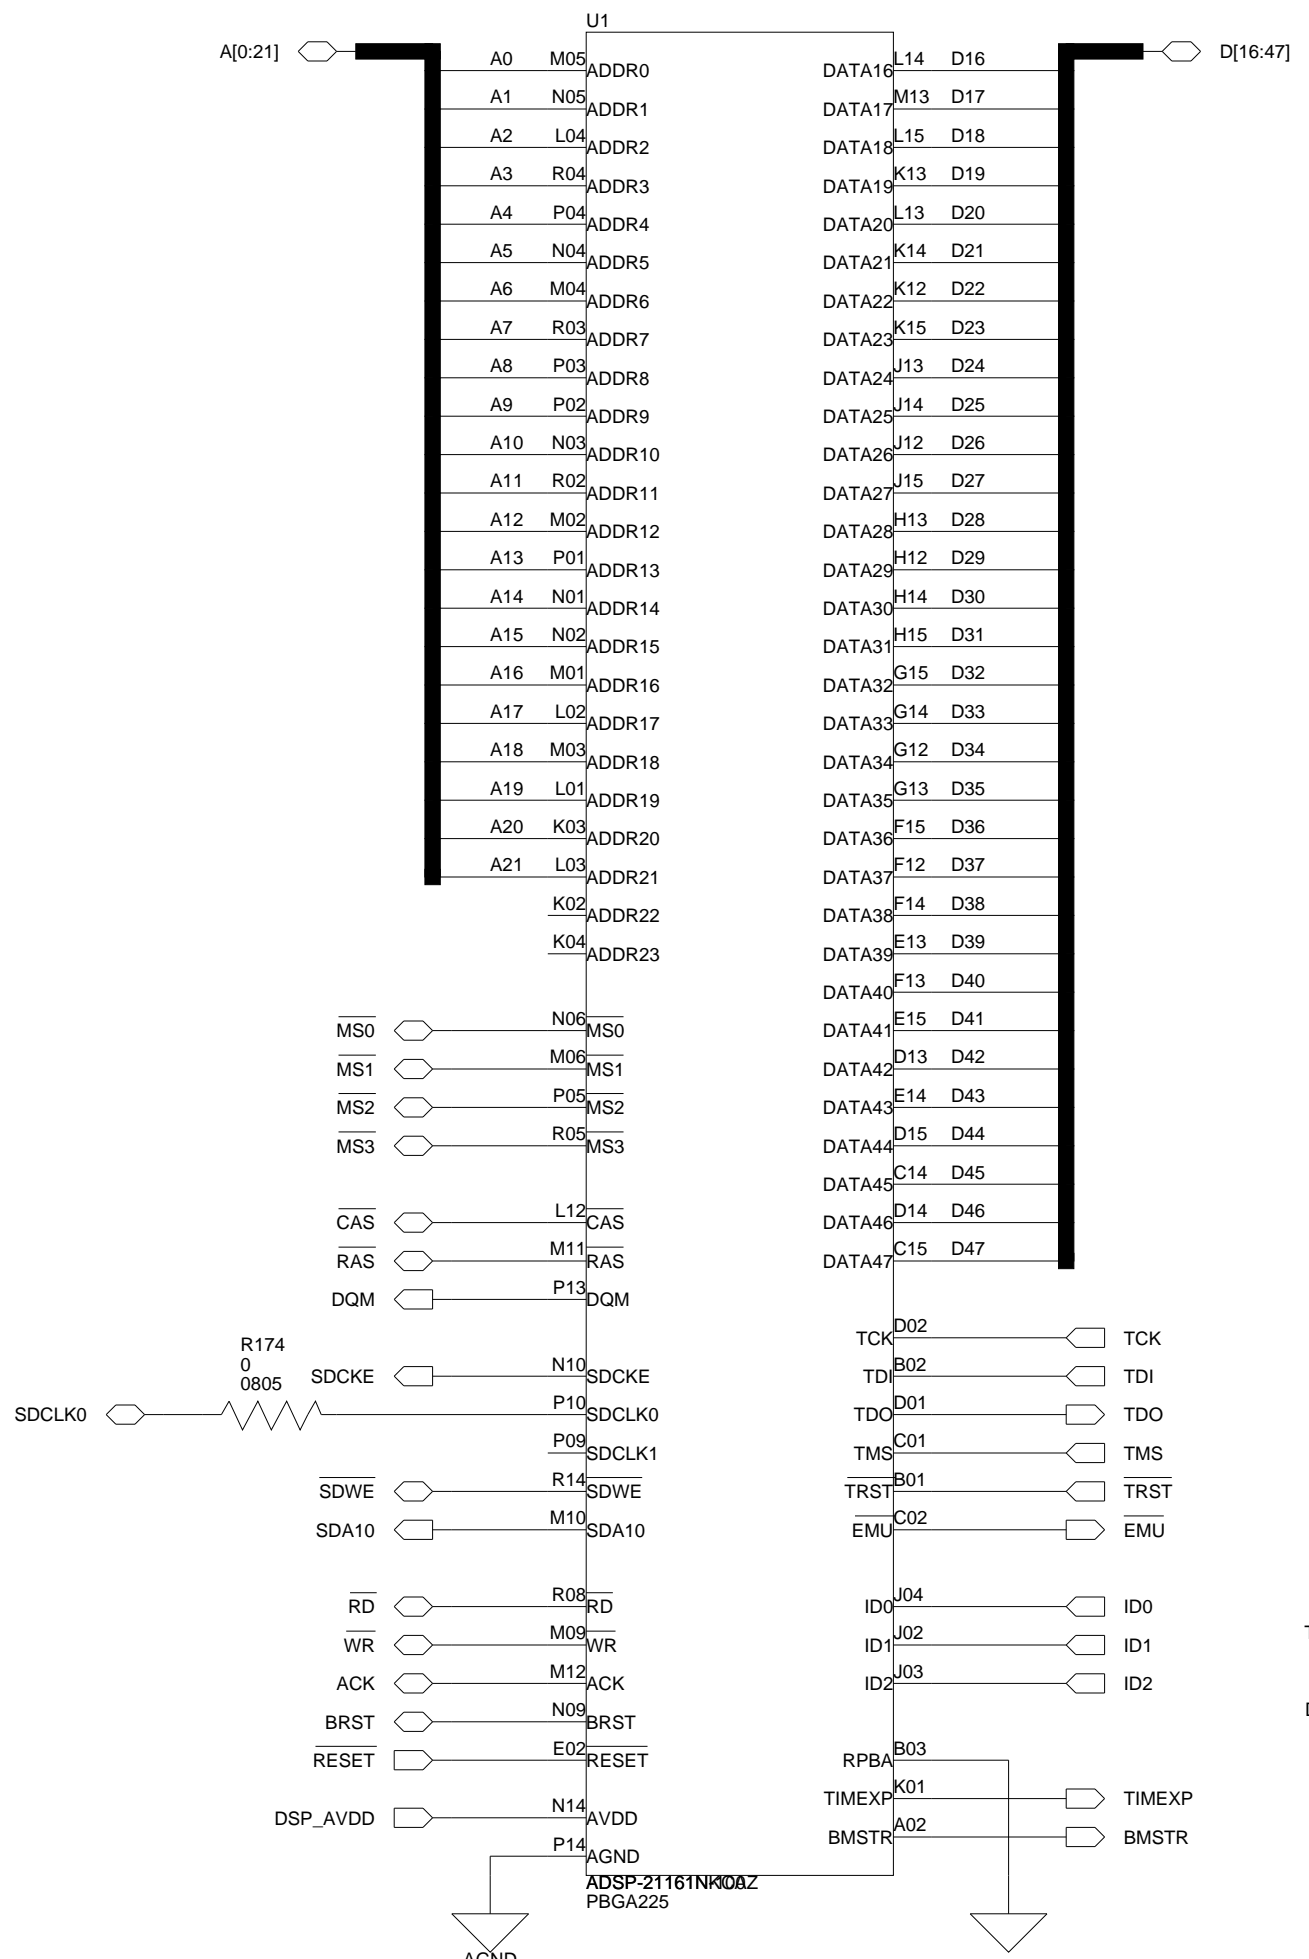 U1
A[0:21] D[16:47]
A0 M05 ADDR0 DATA16 L14 D16
A1 N05 ADDR1 DATA17 M13 D17
A2 L04 ADDR2 DATA18 L15 D18
A3 R04 ADDR3 DATA19 K13 D19
A4 P04 ADDR4 DATA20 L13 D20
A5 N04 ADDR5 DATA21 K14 D21
A6 M04 ADDR6 DATA22 K12 D22
A7 R03 ADDR7 DATA23 K15 D23
A8 P03 ADDR8 DATA24 J13 D24
A9 P02 ADDR9 DATA25 J14 D25
A10 N03 ADDR10 DATA26 J12 D26
A11 R02 ADDR11 DATA27 J15 D27
A12 M02 ADDR12 DATA28 H13 D28
A13 P01 ADDR13 DATA29 H12 D29
A14 N01 ADDR14 DATA30 H14 D30
A15 N02 ADDR15 DATA31 H15 D31
A16 M01 ADDR16 DATA32 G15 D32
A17 L02 ADDR17 DATA33 G14 D33
A18 M03 ADDR18 DATA34 G12 D34
A19 L01 ADDR19 DATA35 G13 D35
A20 K03 ADDR20 DATA36 F15 D36
A21 L03 ADDR21 DATA37 F12 D37
K02 ADDR22 DATA38 F14 D38
K04 ADDR23 DATA39 E13 D39
DATA40 F13 D40
MS0 N06 MS0 DATA41 E15 D41
MS1 M06 MS1 DATA42 D13 D42
MS2 P05 MS2 DATA43 E14 D43
MS3 R05 MS3 DATA44 D15 D44
DATA45 C14 D45
CAS L12 CAS DATA46 D14 D46
RAS M11 RAS DATA47 C15 D47
DQM P13 DQM
TCK D02 TCK
R174
0
0805
SDCKE N10 SDCKE TDI B02 TDI
SDCLK0 P10 SDCLK0 TDO D01 TDO
P09 SDCLK1 TMS C01 TMS
SDWE R14 SDWE TRST B01 TRST
SDA10 M10 SDA10 EMU C02 EMU
RD R08 RD ID0 J04 ID0
WR M09 WR ID1 J02 ID1
ACK M12 ACK ID2 J03 ID2
BRST N09 BRST
RESET E02 RESET RPBA B03
TIMEXP K01 TIMEXP
DSP_AVDD N14 AVDD
BMSTR A02 BMSTR
P14 AGND
PBGA225
AGND